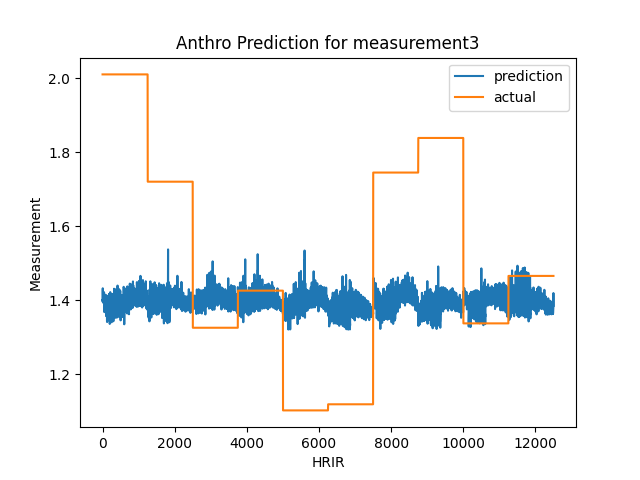 Anthro Prediction for measurement3
prediction
actual
2.0
1.8
1.6
1.4
1.2
Measurement
0 2000 4000 6000 8000 10000 12000
HRIR